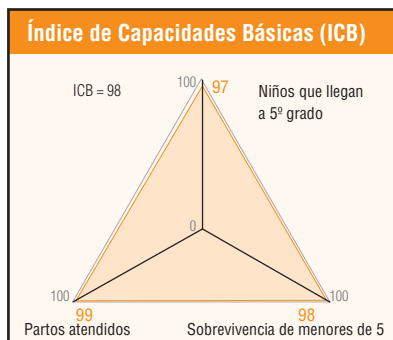 Índice de Capacidades Básicas (ICB)
ICB = 98
100
97
Niños que llegan
a 5º grado
0
100
100
99
98
Partos atendidos
Sobrevivencia de menores de 5